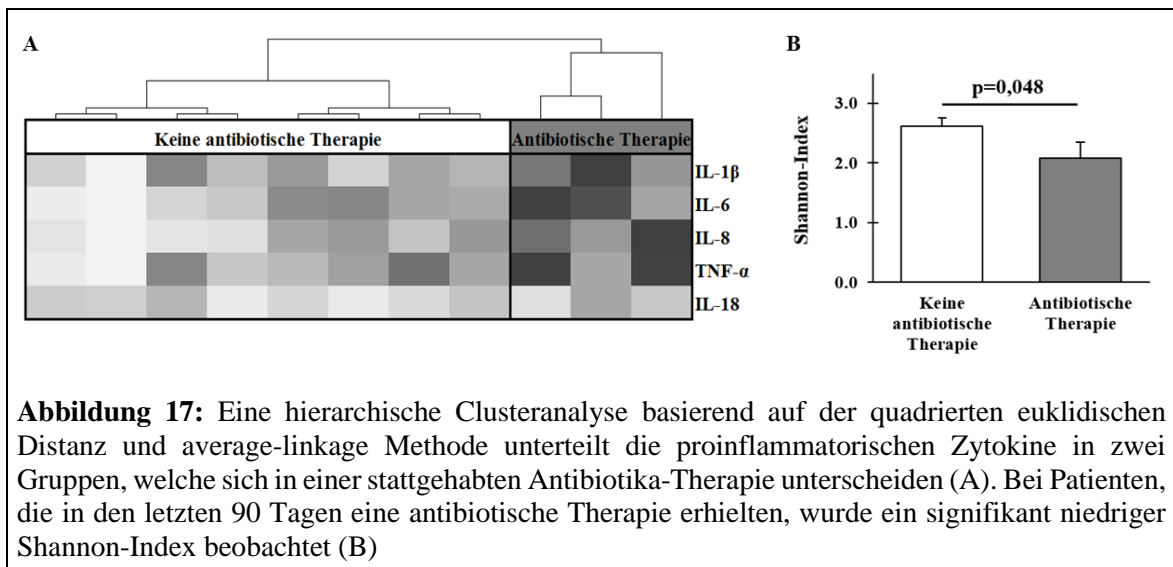 A
Keine antibiotische Therapie
Antibiotische Therapie
IL-1β
IL-6
IL-8
TNF-α
IL-18
B
p=0,048
Shannon-Index
3.0
2.0
1.0
0.0
Keine
antibiotische
Therapie
Antibiotische
Therapie
Abbildung 17: Eine hierarchische Clusteranalyse basierend auf der quadrierten euklidischen
Distanz und average-linkage Methode unterteilt die proinflammatorischen Zytokine in zwei
Gruppen, welche sich in einer stattgehabten Antibiotika-Therapie unterscheiden (A). Bei Patienten,
die in den letzten 90 Tagen eine antibiotische Therapie erhielten, wurde ein signifikant niedriger
Shannon-Index beobachtet (B)